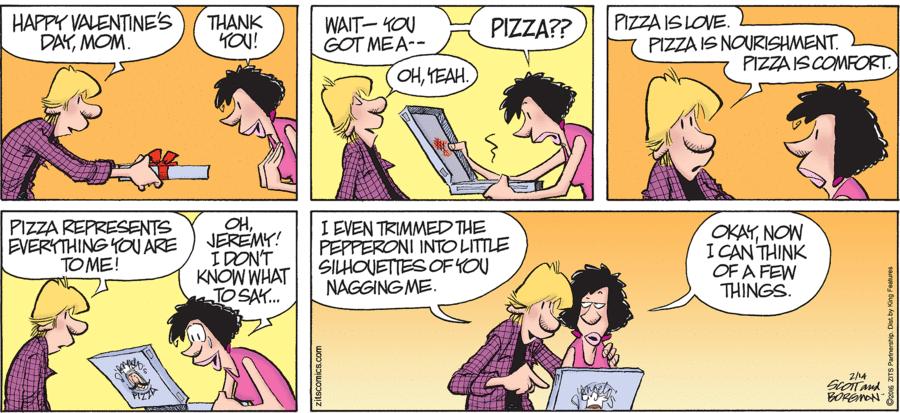 HAPPY VALENTINE'S
DAY, MOM.
THANK
YOU!
WAIT— YOU
GOT ME A--
PIZZA??
OH, YEAH.
PIZZA IS LOVE.
PIZZA IS NOURISHMENT.
PIZZA IS COMFORT.
PIZZA REPRESENTS
EVERYTHING YOU ARE
TO ME!
OH,
JEREMY!
I DON'T
KNOW WHAT
TO SAY...
PIZZA
I EVEN TRIMMED THE
PEPPERONI INTO LITTLE
SILHOUETTES OF YOU
NAGGING ME.
OKAY, NOW
I CAN THINK
OF A FEW
THINGS.
zitscomics.com
2/14
SCOTT and
BORGMAN
©2016 ZITS Partnership. Dist. by King Features